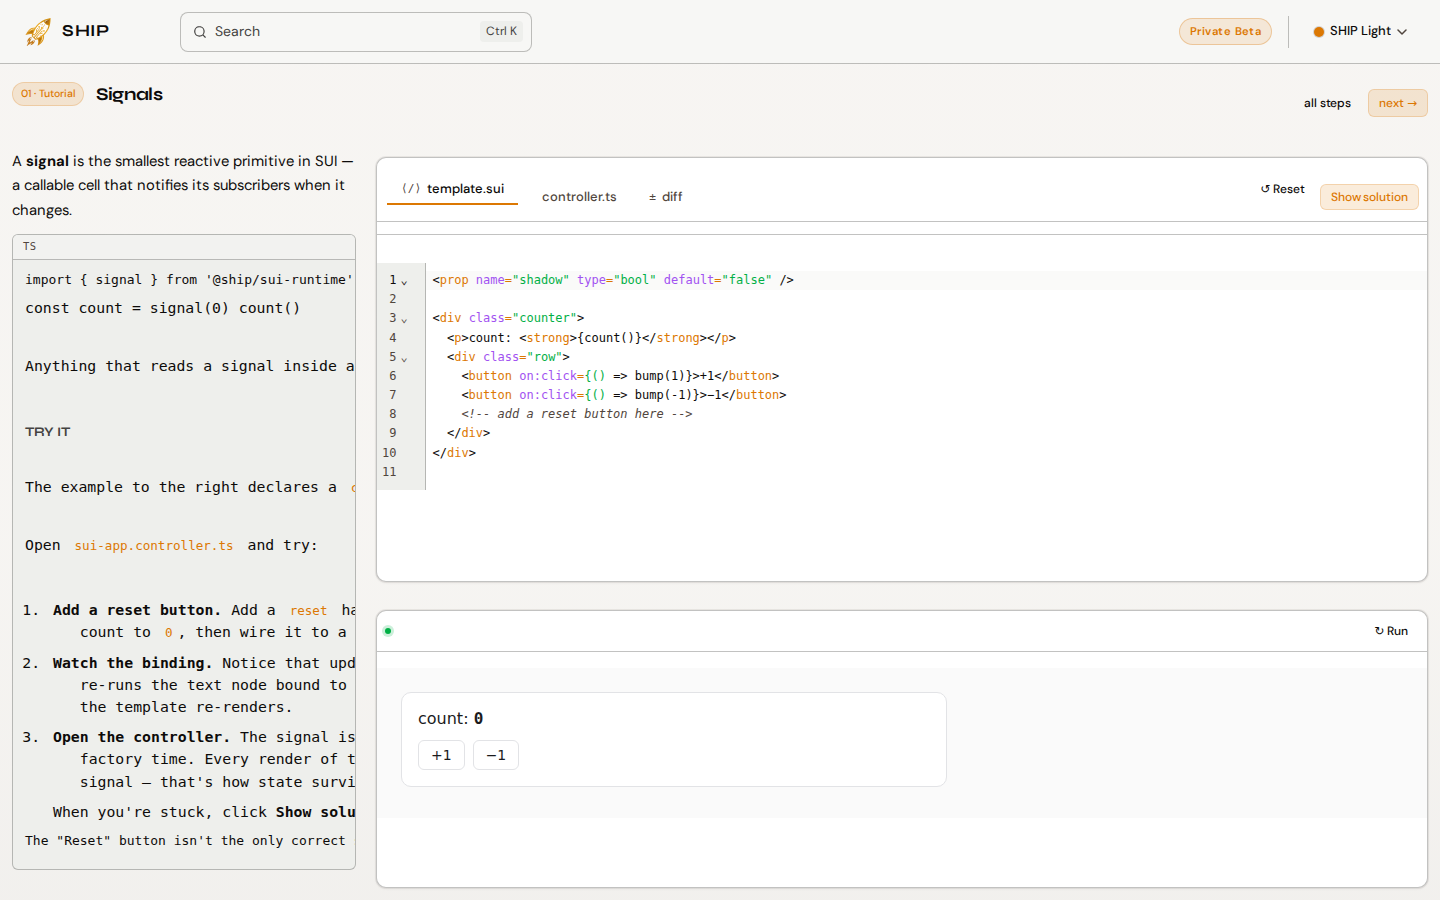 SHIP
Search
Ctrl K
Private Beta
SHIP Light
01 · Tutorial
Signals
all steps
next →
A signal is the smallest reactive primitive in SUI —
a callable cell that notifies its subscribers when it
changes.
TS
import { signal } from '@ship/sui-runtime'
const count = signal(0) count()
Anything that reads a signal inside a
TRY IT
The example to the right declares a
Open sui-app.controller.ts and try:
1. Add a reset button. Add a reset ha
count to 0 , then wire it to a
2. Watch the binding. Notice that upd
re-runs the text node bound to
the template re-renders.
3. Open the controller. The signal is
factory time. Every render of t
signal — that's how state survi
When you're stuck, click Show solu
The "Reset" button isn't the only correct
⟨/⟩ template.sui
controller.ts
± diff
↺ Reset
Show solution
1 <prop name="shadow" type="bool" default="false" />
2
3 <div class="counter">
4 <p>count: <strong>{count()}</strong></p>
5 <div class="row">
6 <button on:click={() => bump(1)}>+1</button>
7 <button on:click={() => bump(-1)}>−1</button>
8 <!-- add a reset button here -->
9 </div>
10 </div>
11
↻ Run
count: 0
+1
−1